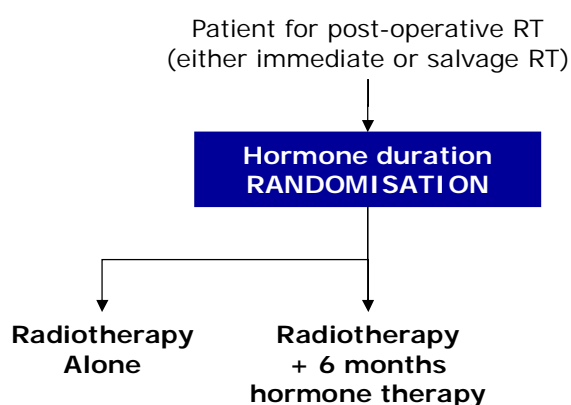 Patient for post-operative RT
(either immediate or salvage RT)
Hormone duration
RANDOMISATION
Radiotherapy
Alone
Radiotherapy
+ 6 months
hormone therapy